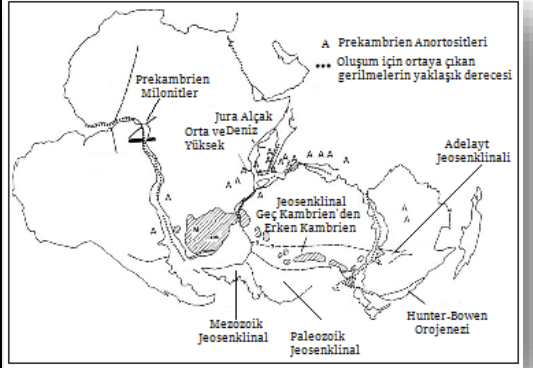 A Prekambrien Anortositleri
••• Oluşum için ortaya çıkan
gerilmelerin yaklaşık derecesi
Prekambrien
Milonitler
Jura Alçak
Orta ve Deniz
Yüksek
Adelayt
Jeosenklinali
Jeosenklinal
Geç Kambrien'den
Erken Kambrien
Hunter-Bowen
Orojenezi
Mezozoik
Jeosenklinal
Paleozoik
Jeosenklinal